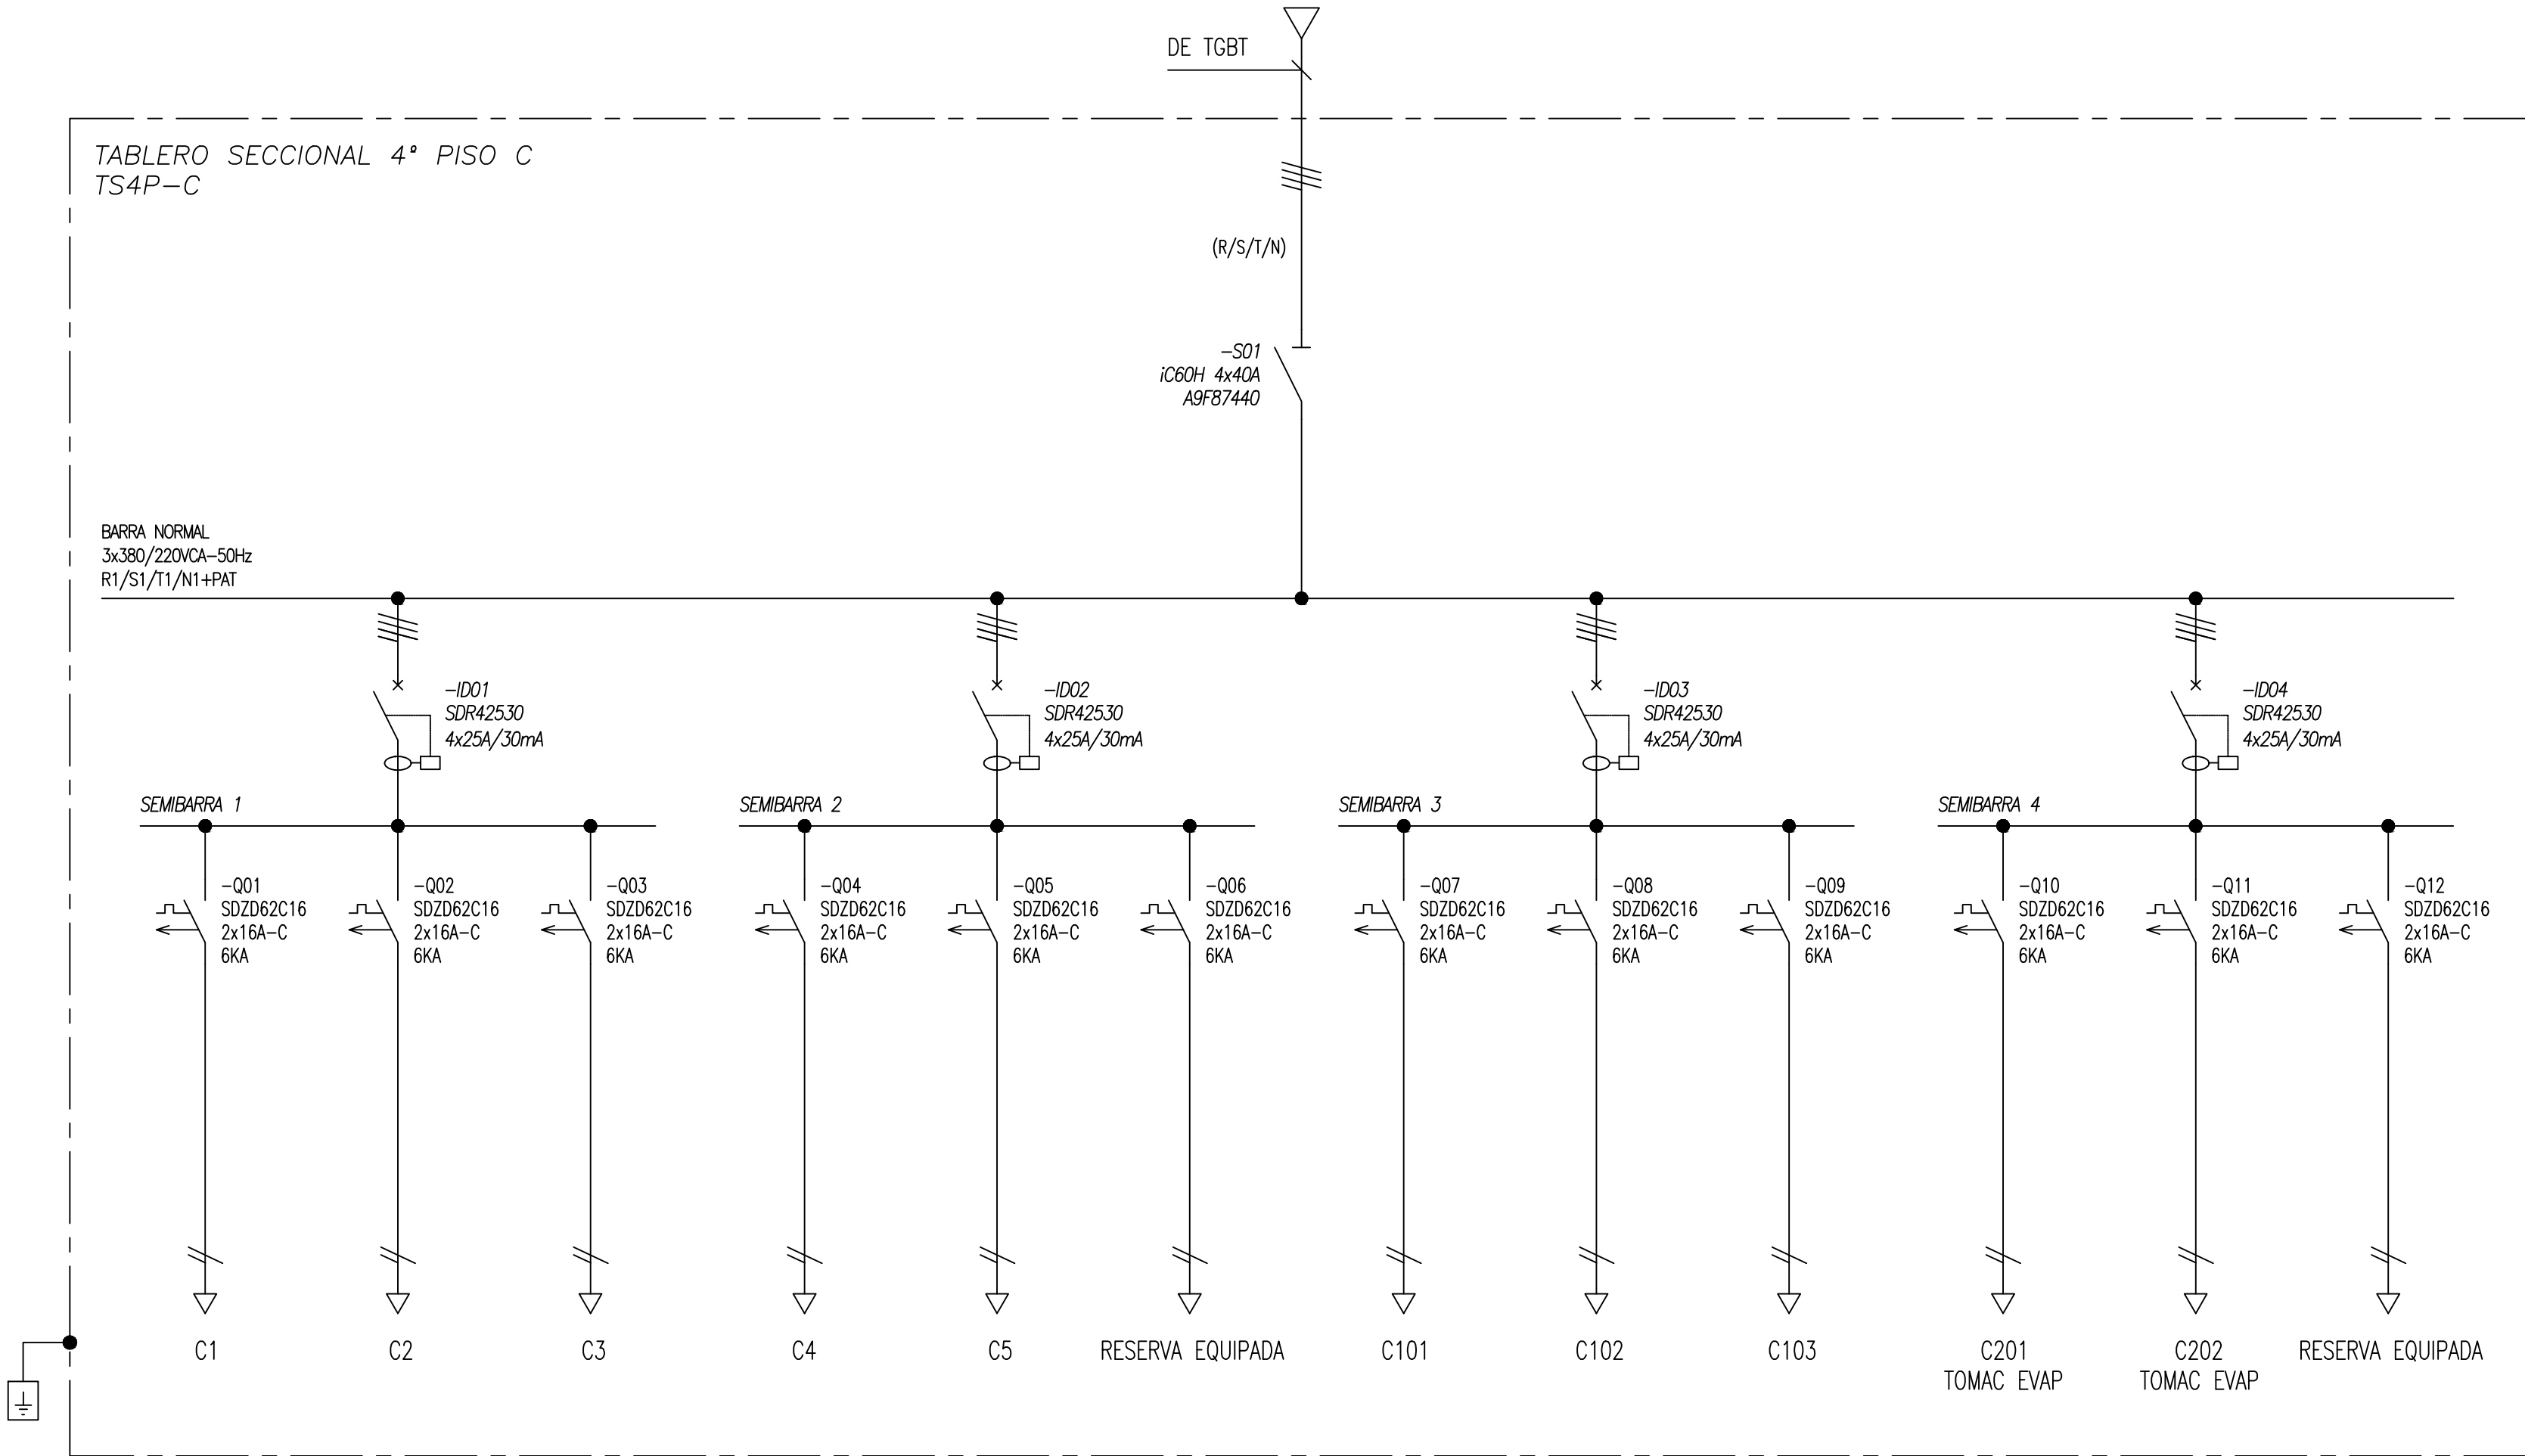 DE TGBT
TABLERO SECCIONAL 4º PISO C
TS4P-C
(R/S/T/N)
-S01
iC60H 4x40A
A9F87440
BARRA NORMAL
3x380/220VCA-50Hz
R1/S1/T1/N1+PAT
-ID01
SDR42530
4x25A/30mA
-ID02
SDR42530
4x25A/30mA
-ID03
SDR42530
4x25A/30mA
-ID04
SDR42530
4x25A/30mA
SEMIBARRA 1
SEMIBARRA 2
SEMIBARRA 3
SEMIBARRA 4
-Q01
SDZD62C16
2x16A-C
6KA
-Q02
SDZD62C16
2x16A-C
6KA
-Q03
SDZD62C16
2x16A-C
6KA
-Q04
SDZD62C16
2x16A-C
6KA
-Q05
SDZD62C16
2x16A-C
6KA
-Q06
SDZD62C16
2x16A-C
6KA
-Q07
SDZD62C16
2x16A-C
6KA
-Q08
SDZD62C16
2x16A-C
6KA
-Q09
SDZD62C16
2x16A-C
6KA
-Q10
SDZD62C16
2x16A-C
6KA
-Q11
SDZD62C16
2x16A-C
6KA
-Q12
SDZD62C16
2x16A-C
6KA
C1
C2
C3
C4
C5
RESERVA EQUIPADA
C101
C102
C103
C201
TOMAC EVAP
C202
TOMAC EVAP
RESERVA EQUIPADA